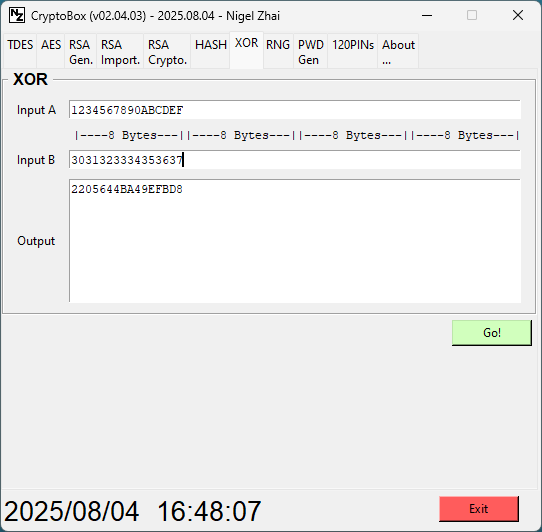 NZ CryptoBox (v02.04.03) - 2025.08.04 - Nigel Zhai
TDES AES RSA Gen. RSA Import. RSA Crypto. HASH XOR RNG PWD Gen 120PINs About ...
XOR
Input A 1234567890ABCDEF
|----8 Bytes---||----8 Bytes---||----8 Bytes---||----8 Bytes---|
Input B 3031323334353637
Output 2205644BA49EFBD8
Go!
2025/08/04 16:48:07 Exit